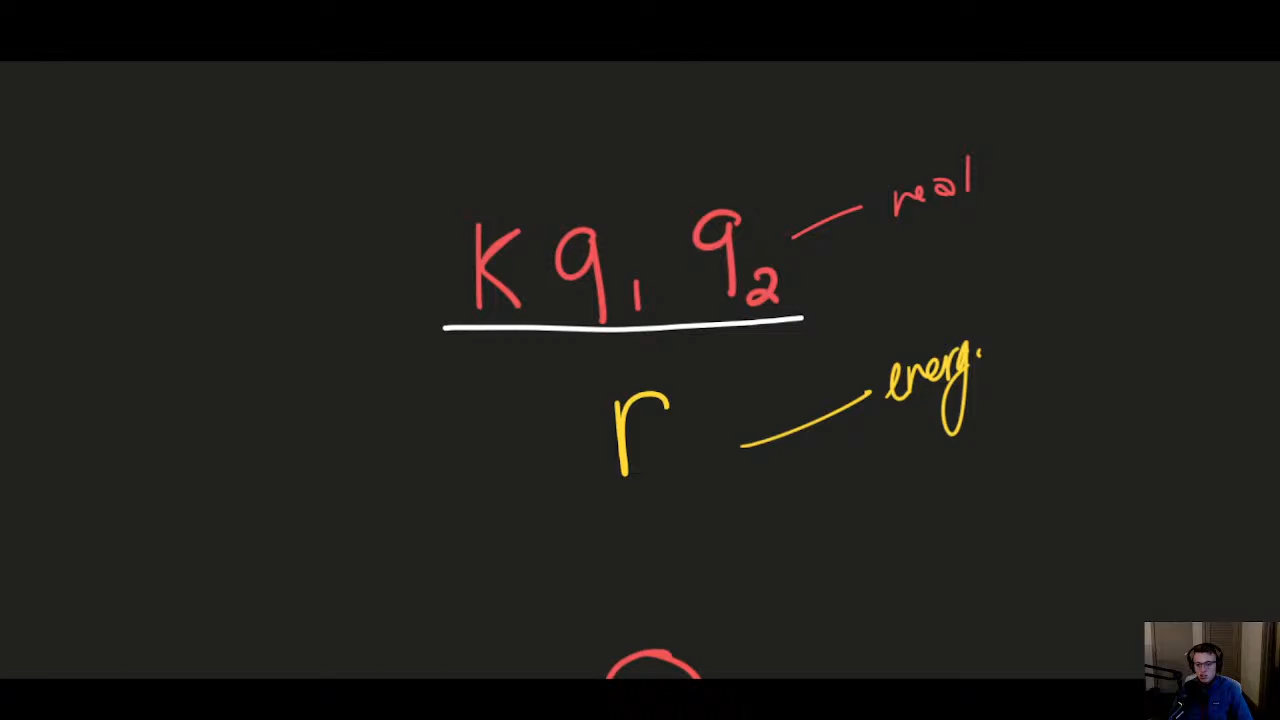 real
K q₁ q₂
r
energ.